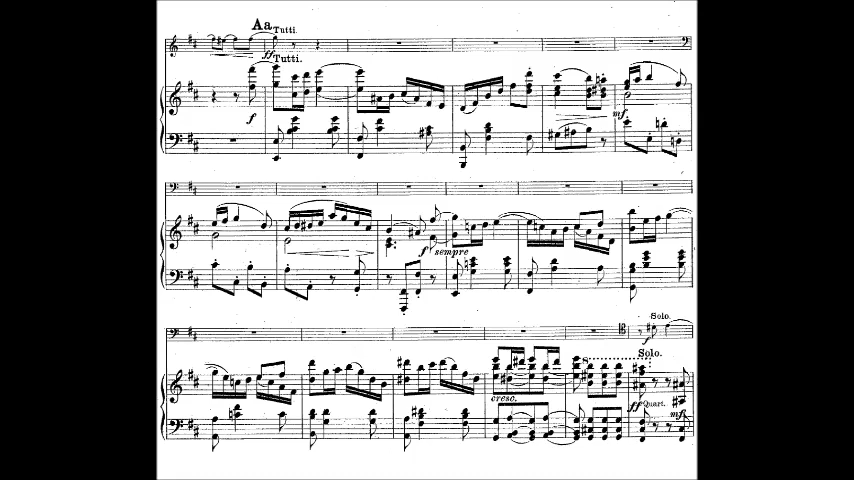 Aa Tutti.
ff
Tutti.
f
mf
f sempre
Solo.
f
Solo.
cresc.
ff Quart.
mf